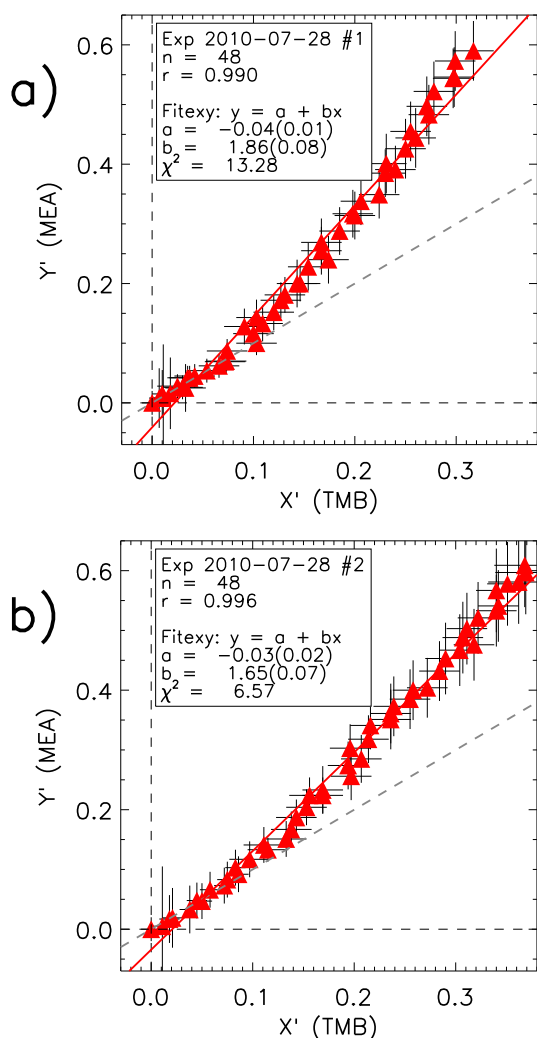 a)
Exp 2010-07-28 #1
n = 48
r = 0.990
Fitexy: y = a + bx
a = -0.04(0.01)
b = 1.86(0.08)
χ² = 13.28
0.6
0.4
0.2
0.0
Y' (MEA)
0.0 0.1 0.2 0.3
X' (TMB)
b)
Exp 2010-07-28 #2
n = 48
r = 0.996
Fitexy: y = a + bx
a = -0.03(0.02)
b = 1.65(0.07)
χ² = 6.57
0.6
0.4
0.2
0.0
Y' (MEA)
0.0 0.1 0.2 0.3
X' (TMB)